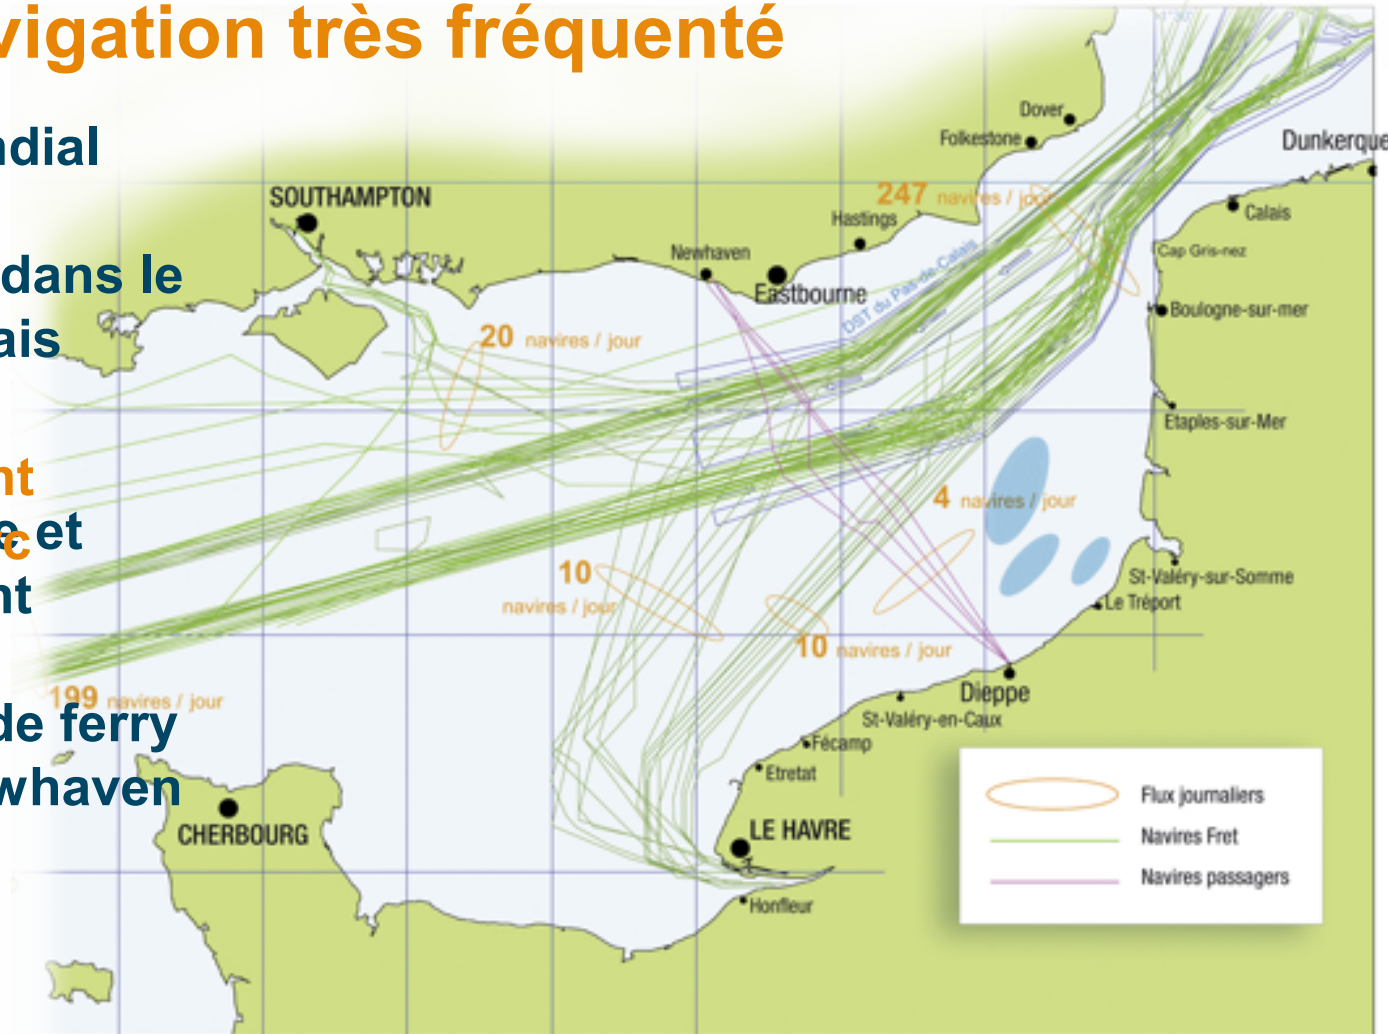 vigation très fréquenté
ndial
dans le
ais
nt
et
nt
de ferry
whaven
Dover
Folkestone
Dunkerque
247 navires / jour
Calais
SOUTHAMPTON
Hastings
Newhaven
Cap Gris-nez
DST du Pas-de-Calais
Eastbourne
Boulogne-sur-mer
20 navires / jour
Etaples-sur-Mer
4 navires / jour
10
navires / jour
St-Valéry-sur-Somme
Le Tréport
10 navires / jour
199 navires / jour
Dieppe
St-Valéry-en-Caux
Fécamp
Etretat
CHERBOURG
LE HAVRE
Honfleur
Flux journaliers
Navires Fret
Navires passagers